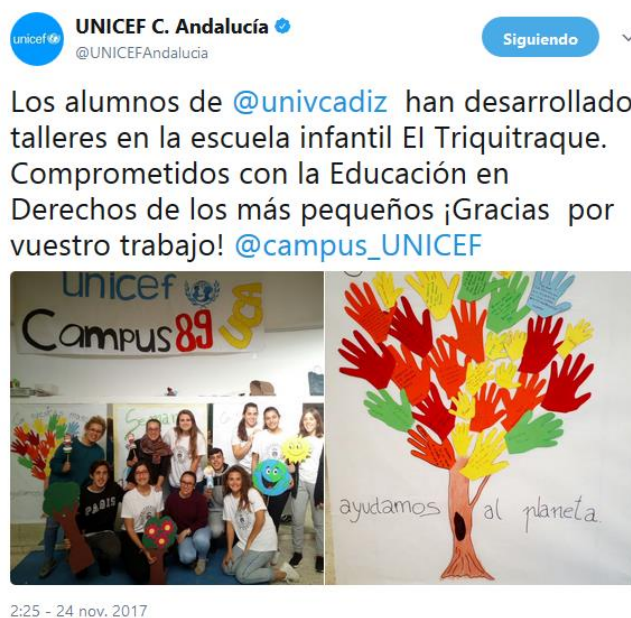 UNICEF C. Andalucía
@UNICEFAndalucia
Siguiendo
Los alumnos de @univcadiz han desarrollado
talleres en la escuela infantil El Triquitraque.
Comprometidos con la Educación en
Derechos de los más pequeños ¡Gracias por
vuestro trabajo! @campus_UNICEF
unicef
Campus 89
PARIS
ayudamos al planeta.
2:25 - 24 nov. 2017